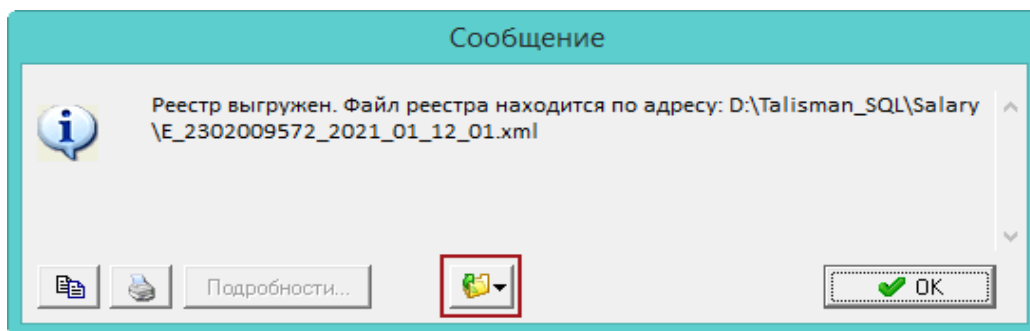 Сообщение
Реестр выгружен. Файл реестра находится по адресу: D:\Talisman_SQL\Salary
\E_2302009572_2021_01_12_01.xml
Подробности...
OK